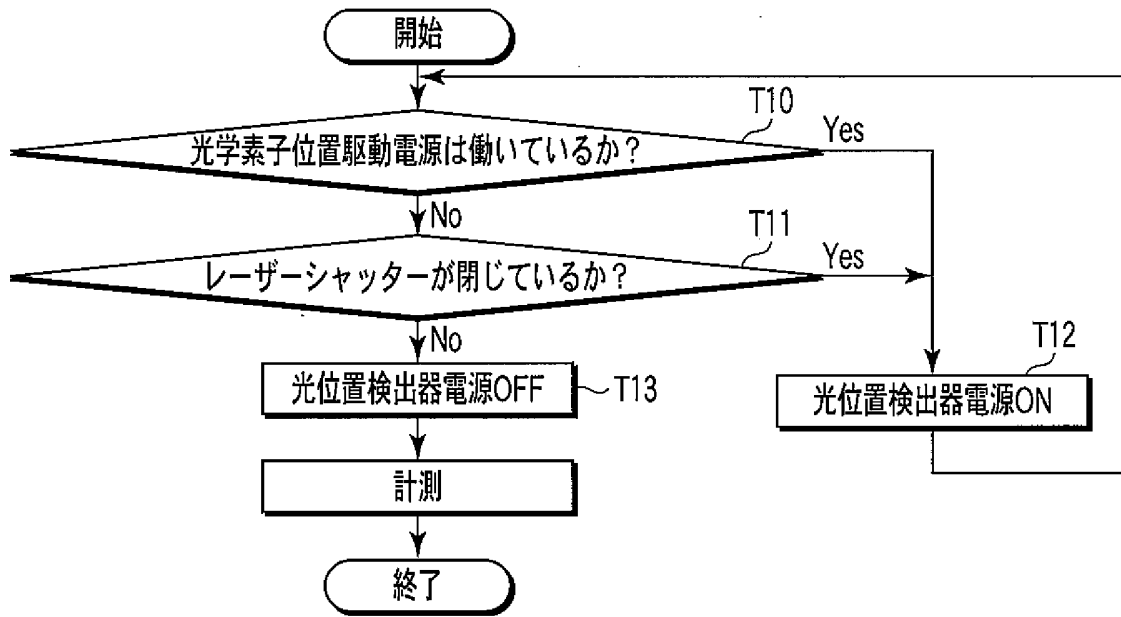 開始
T10
光学素子位置駆動電源は働いているか?
Yes
No
T11
レーザーシャッターが閉じているか?
Yes
No
T12
光位置検出器電源OFF
T13
光位置検出器電源ON
計測
終了